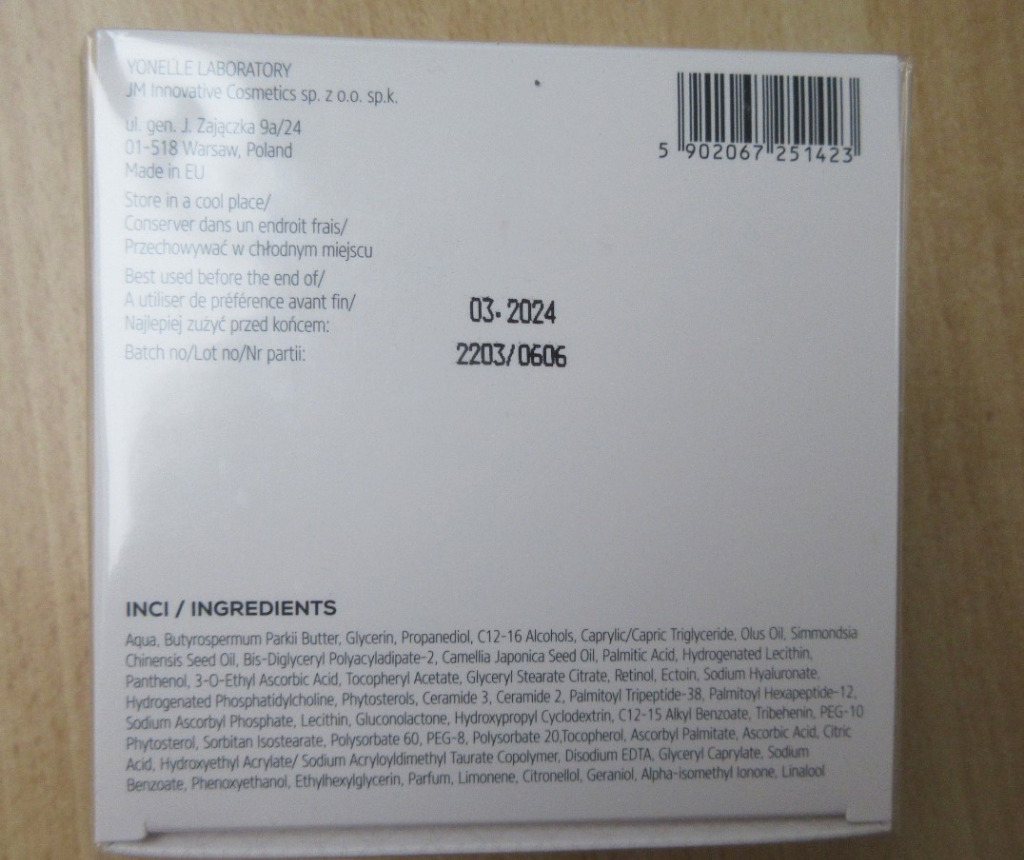 YONELLE LABORATORY
JM Innovative Cosmetics sp. z o.o. sp.k.
ul. gen. J. Zajączka 9a/24
01-518 Warsaw, Poland
Made in EU
5 902067 251423
Store in a cool place/
Conserver dans un endroit frais/
Przechowywać w chłodnym miejscu
Best used before the end of/
A utiliser de préférence avant fin/
Najlepiej zużyć przed końcem:
03. 2024
Batch no/Lot no/Nr partii:
2203/0606
INCI / INGREDIENTS
Aqua, Butyrospermum Parkii Butter, Glycerin, Propanediol, C12-16 Alcohols, Caprylic/Capric Triglyceride, Olus Oil, Simmondsia
Chinensis Seed Oil, Bis-Diglyceryl Polyacyladipate-2, Camellia Japonica Seed Oil, Palmitic Acid, Hydrogenated Lecithin,
Panthenol, 3-O-Ethyl Ascorbic Acid, Tocopheryl Acetate, Glyceryl Stearate Citrate, Retinol, Ectoin, Sodium Hyaluronate,
Hydrogenated Phosphatidylcholine, Phytosterols, Ceramide 3, Ceramide 2, Palmitoyl Tripeptide-38, Palmitoyl Hexapeptide-12,
Sodium Ascorbyl Phosphate, Lecithin, Gluconolactone, Hydroxypropyl Cyclodextrin, C12-15 Alkyl Benzoate, Tribehenin, PEG-10
Phytosterol, Sorbitan Isostearate, Polysorbate 60, PEG-8, Polysorbate 20,Tocopherol, Ascorbyl Palmitate, Ascorbic Acid, Citric
Acid, Hydroxyethyl Acrylate/ Sodium Acryloyldimethyl Taurate Copolymer, Disodium EDTA, Glyceryl Caprylate, Sodium
Benzoate, Phenoxyethanol, Ethylhexylglycerin, Parfum, Limonene, Citronellol, Geraniol, Alpha-isomethyl Ionone, Linalool